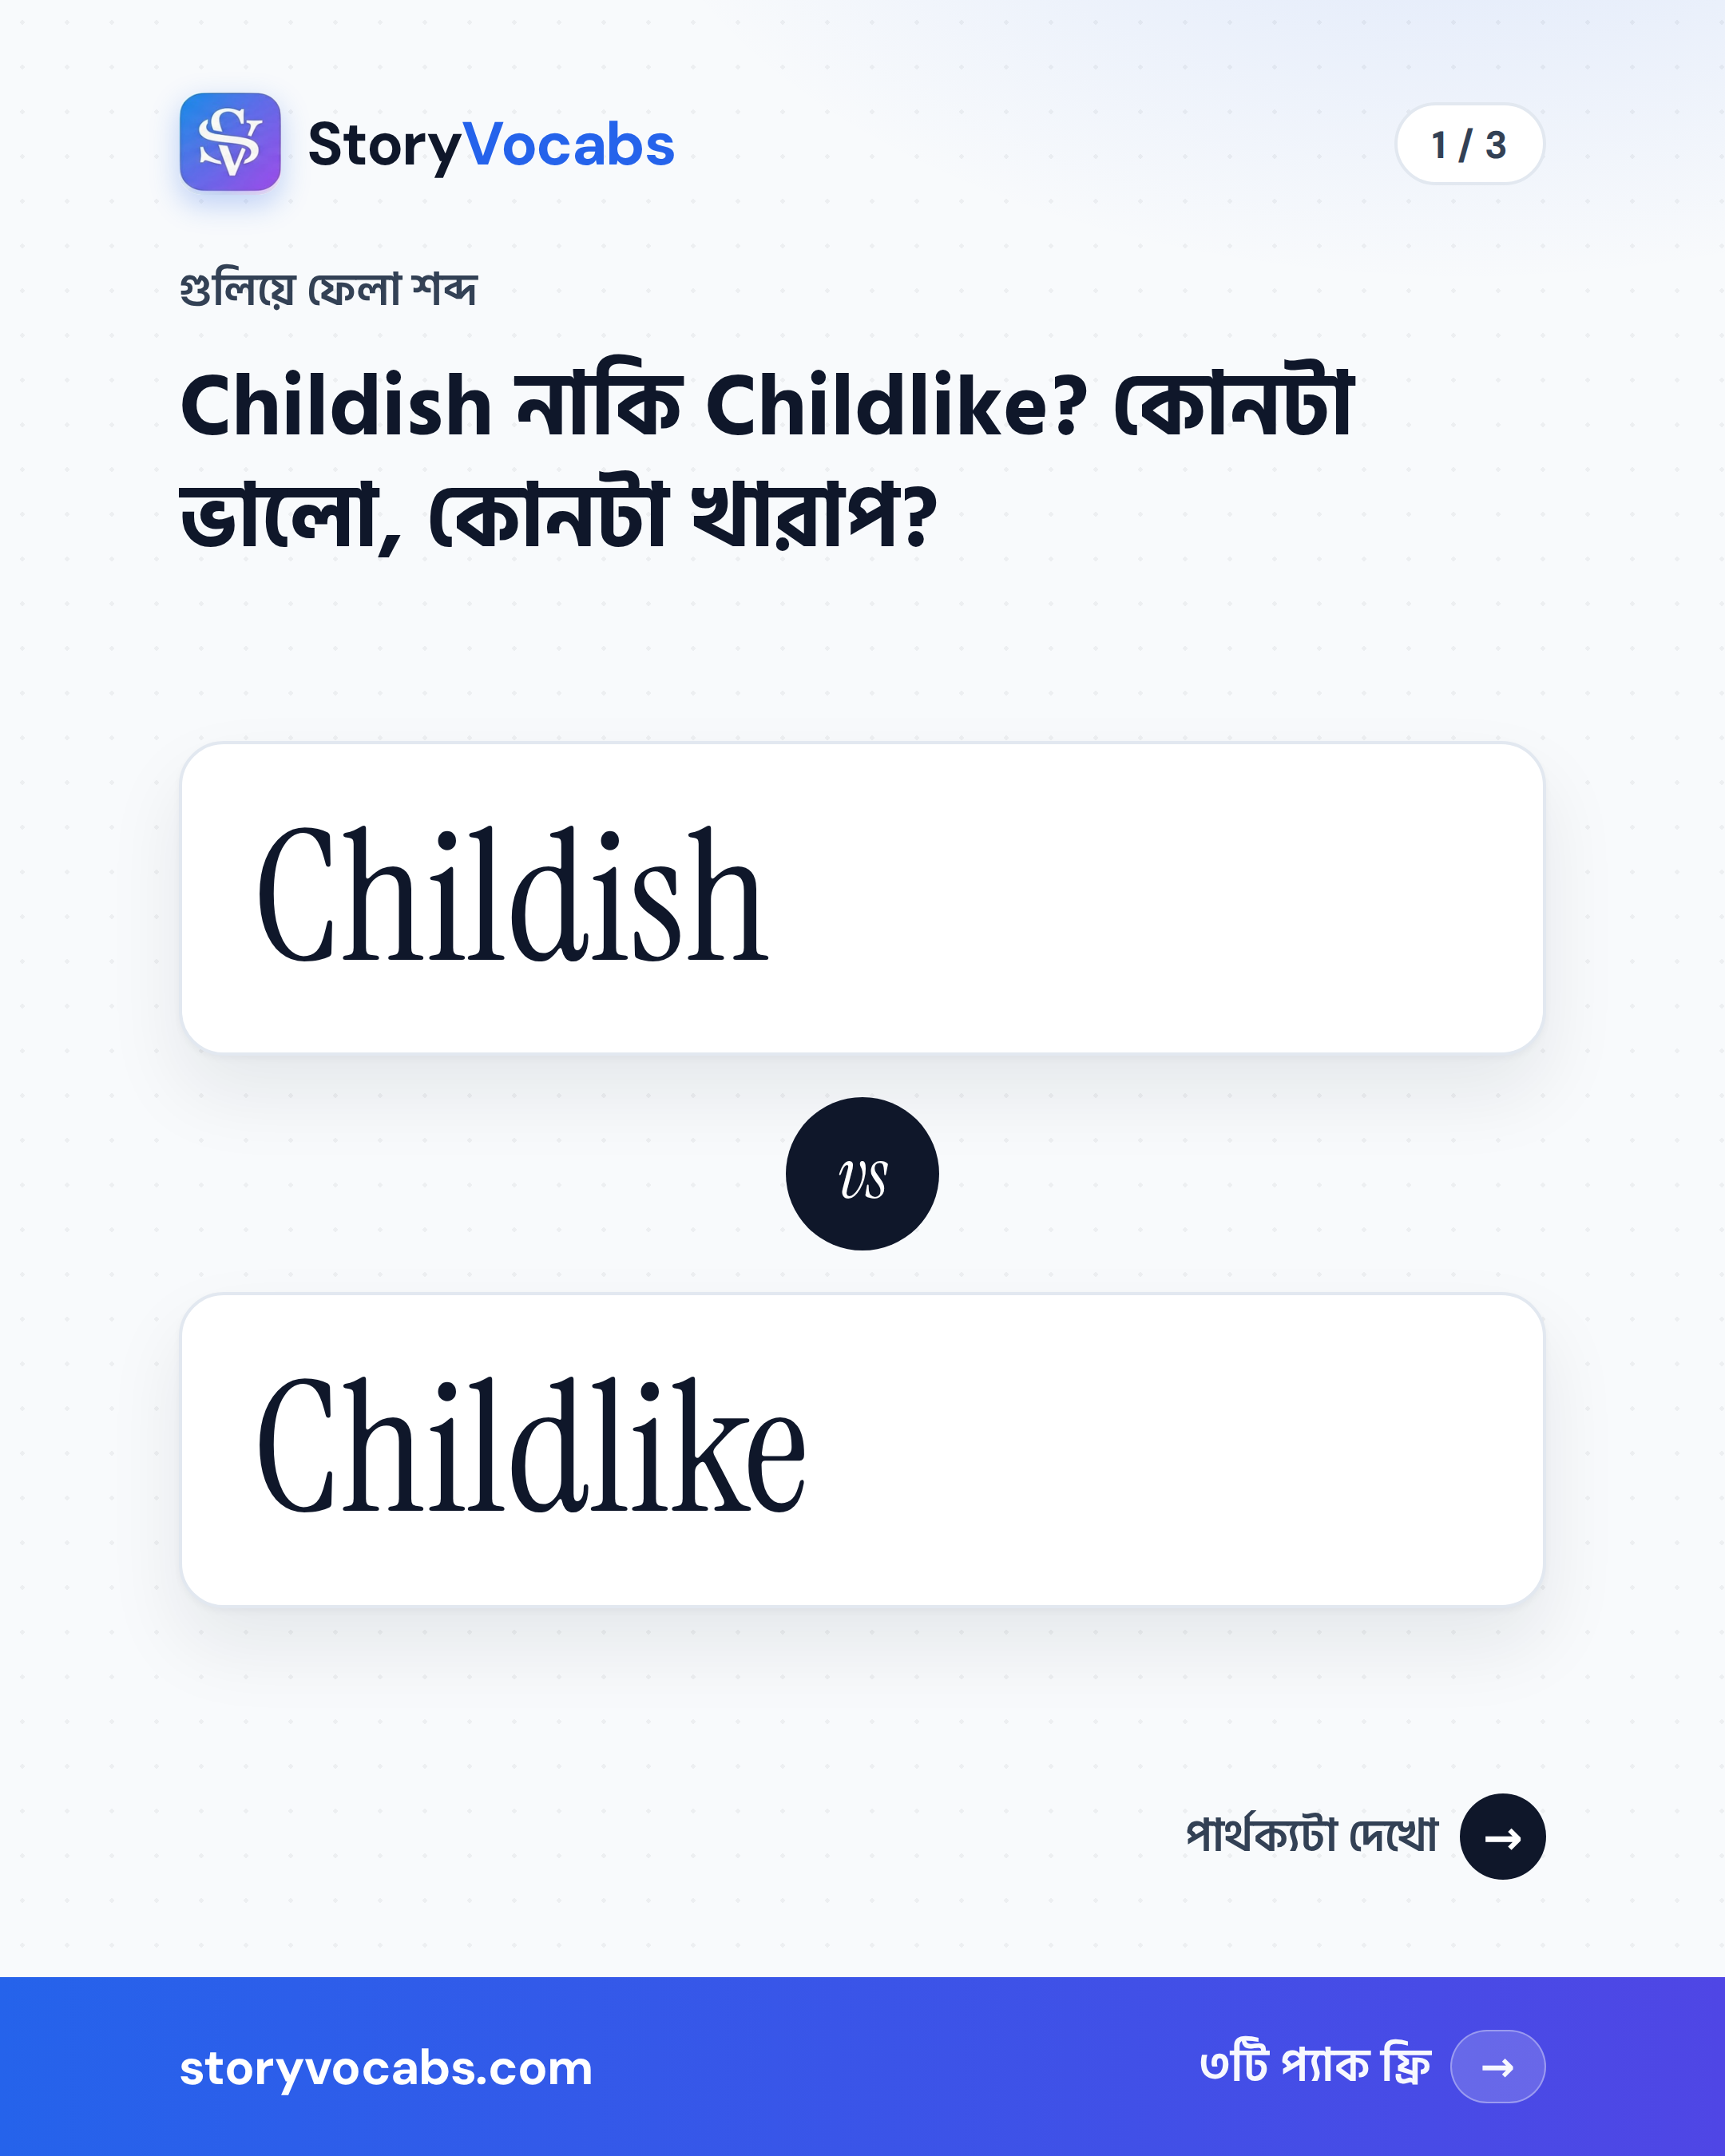 StoryVocabs
1 / 3
গুলিয়ে ফেলা শব্দ
Childish নাকি Childlike? কোনটা
ভালো, কোনটা খারাপ?
Childish
vs
Childlike
পার্থক্যটা দেখো →
storyvocabs.com
৩টি প্যাক ফ্রি →